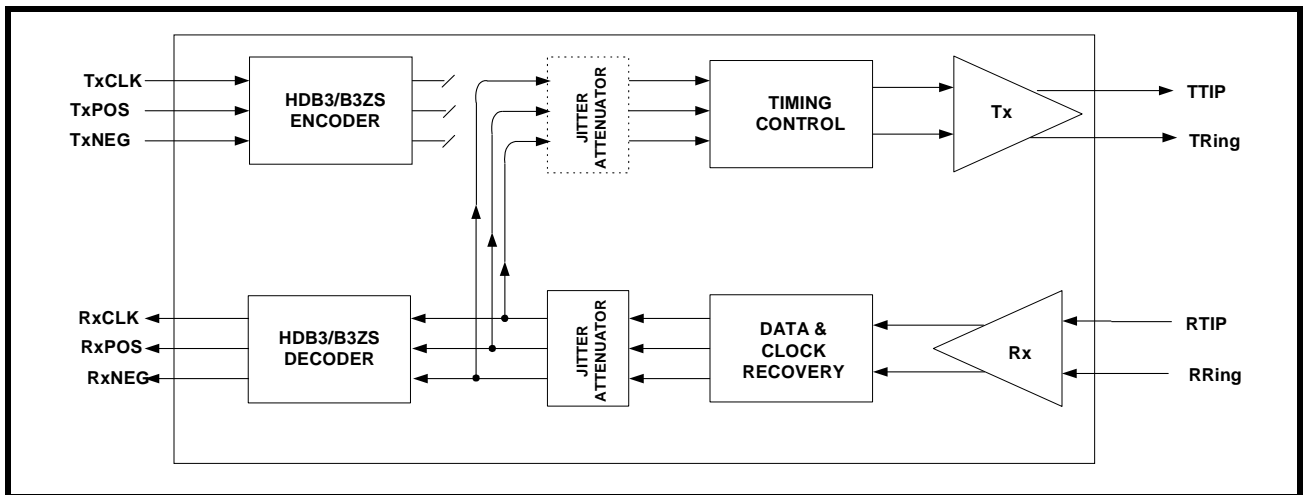 TxCLK
TxPOS
TxNEG
HDB3/B3ZS
ENCODER
JITTER
ATTENUATOR
TIMING
CONTROL
Tx
TTIP
TRing
RxCLK
RxPOS
RxNEG
HDB3/B3ZS
DECODER
JITTER
ATTENUATOR
DATA &
CLOCK
RECOVERY
Rx
RTIP
RRing